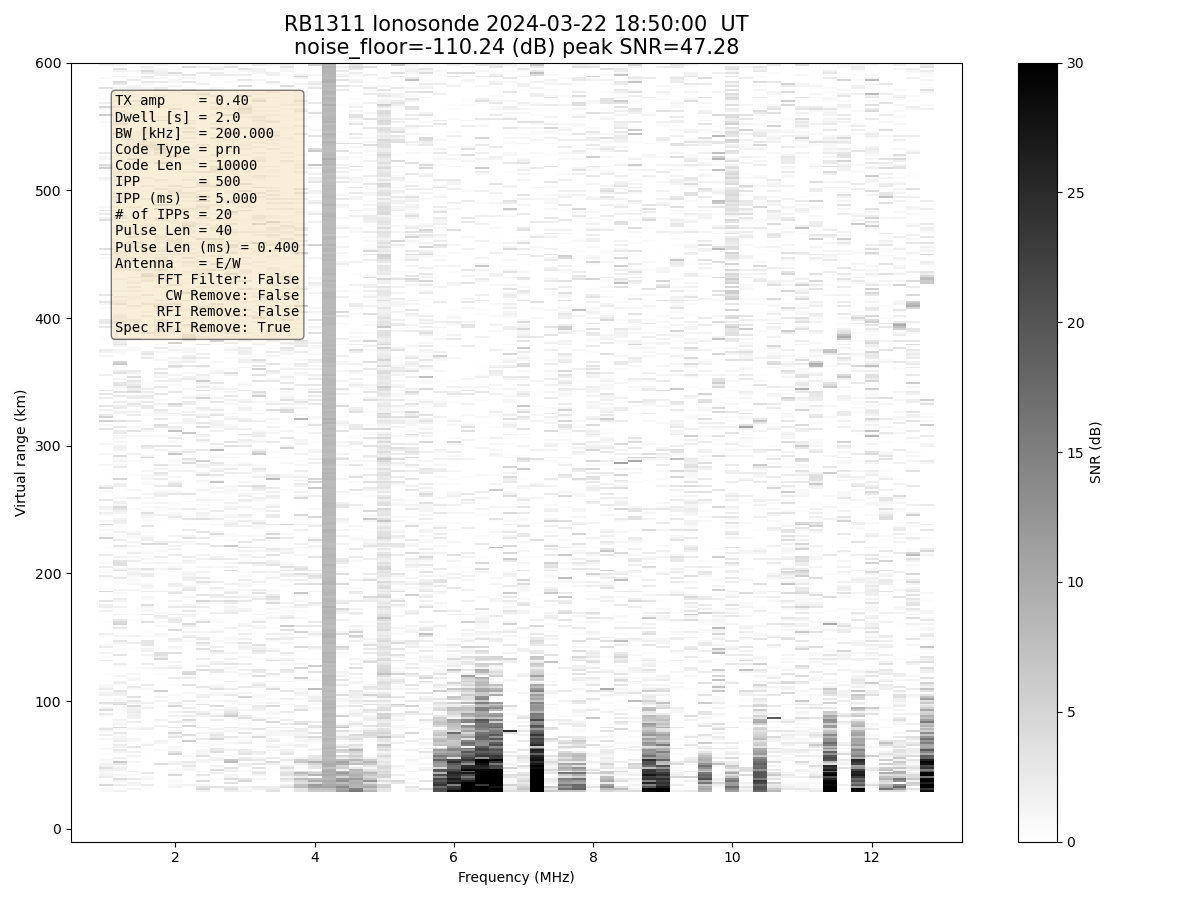 RB1311 Ionosonde 2024-03-22 18:50:00  UT
noise_floor=-110.24 (dB) peak SNR=47.28
TX amp    = 0.40
Dwell [s] = 2.0
BW [kHz]  = 200.000
Code Type = prn
Code Len  = 10000
IPP       = 500
IPP (ms)  = 5.000
# of IPPs = 20
Pulse Len = 40
Pulse Len (ms) = 0.400
Antenna   = E/W
FFT Filter: False
CW Remove: False
RFI Remove: False
Spec RFI Remove: True
Virtual range (km)
600
500
400
300
200
100
0
2
4
6
8
10
12
Frequency (MHz)
30
25
20
15
10
5
0
SNR (dB)